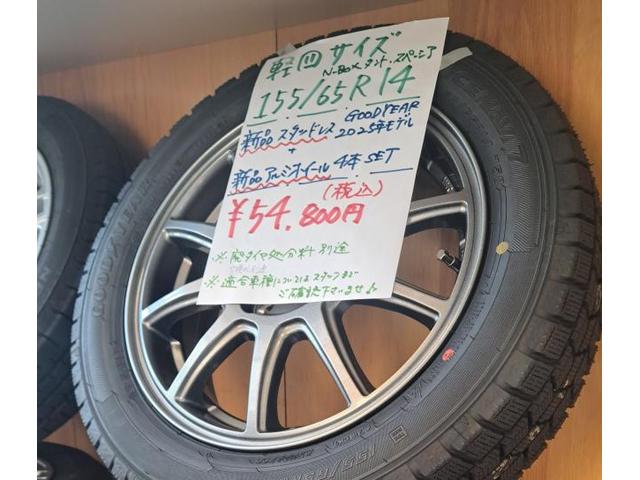 軽四サイズ
N-BOX タント.スペーシア
155/65R14
新品スタッドレス GOODYEAR 2025年モデル
+
新品アルミホイール 4本SET
(税込)
¥54.800円
※廃タイヤ処分料 別途
※適合車種についてはスタッフまで
ご確認下さいませ♪
GOODYEAR
155/65R